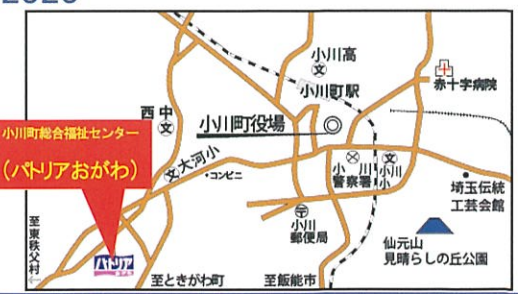 小川高
文
小川町駅
赤十字病院
西中
文
小川町役場
小川町総合福祉センター
(パトリアおがわ)
文大河小
・コンビニ
小川
警察署
文
小川小
埼玉伝統
工芸会館
小川
郵便局
仙元山
見晴らしの丘公園
至東秩父村
パトリア
至ときがわ町
至飯能市